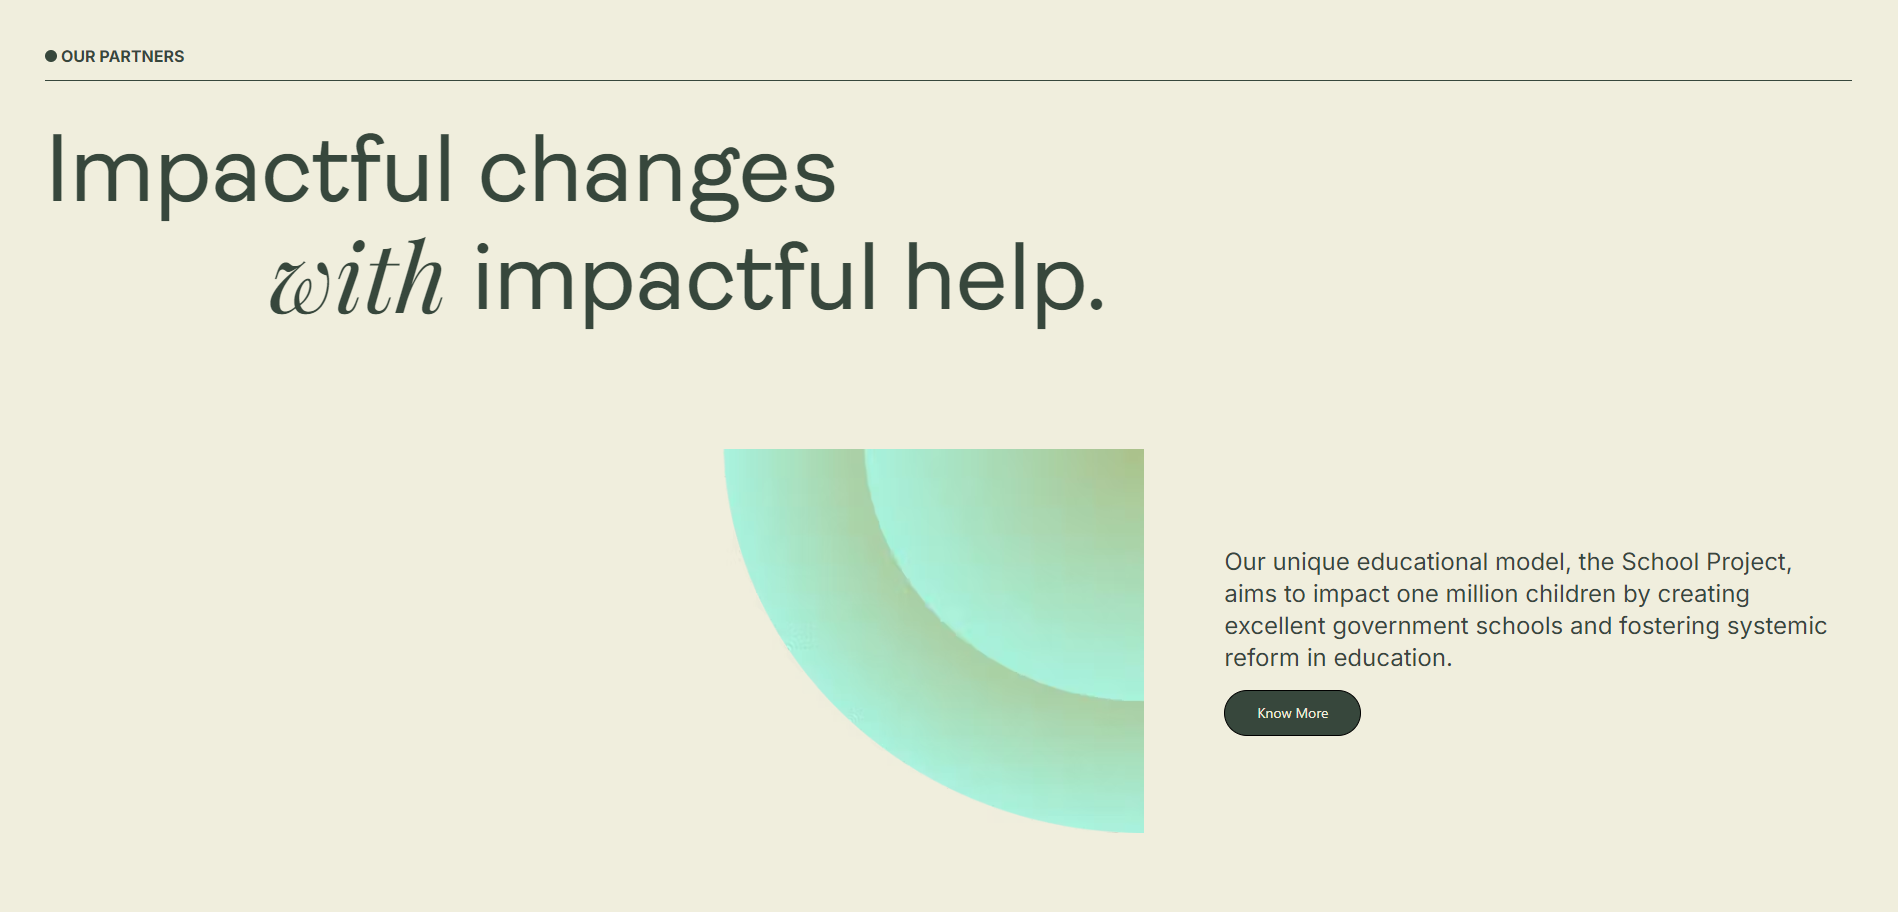 OUR PARTNERS
Impactful changes
with impactful help.
Our unique educational model, the School Project,
aims to impact one million children by creating
excellent government schools and fostering systemic
reform in education.
Know More